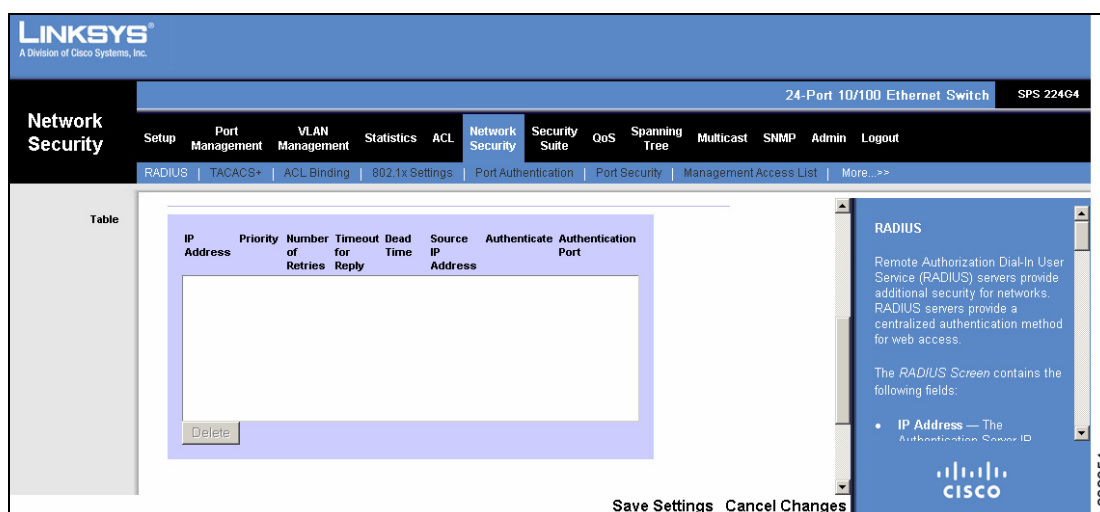 LINKSYS®
A Division of Cisco Systems, Inc.
24-Port 10/100 Ethernet Switch SPS 224G4
Network Security
Setup Port Management VLAN Management Statistics ACL Network Security Security Suite QoS Spanning Tree Multicast SNMP Admin Logout
RADIUS | TACACS+ | ACL Binding | 802.1x Settings | Port Authentication | Port Security | Management Access List | More...>>
Table
IP Address Priority Number of Retries Timeout for Reply Dead Time Source IP Address Authenticate Authentication Port
Delete
RADIUS
Remote Authorization Dial-In User
Service (RADIUS) servers provide
additional security for networks.
RADIUS servers provide a
centralized authentication method
for web access.
The RADIUS Screen contains the
following fields:
• IP Address — The
Authentication Server IP
CISCO
Save Settings Cancel Changes